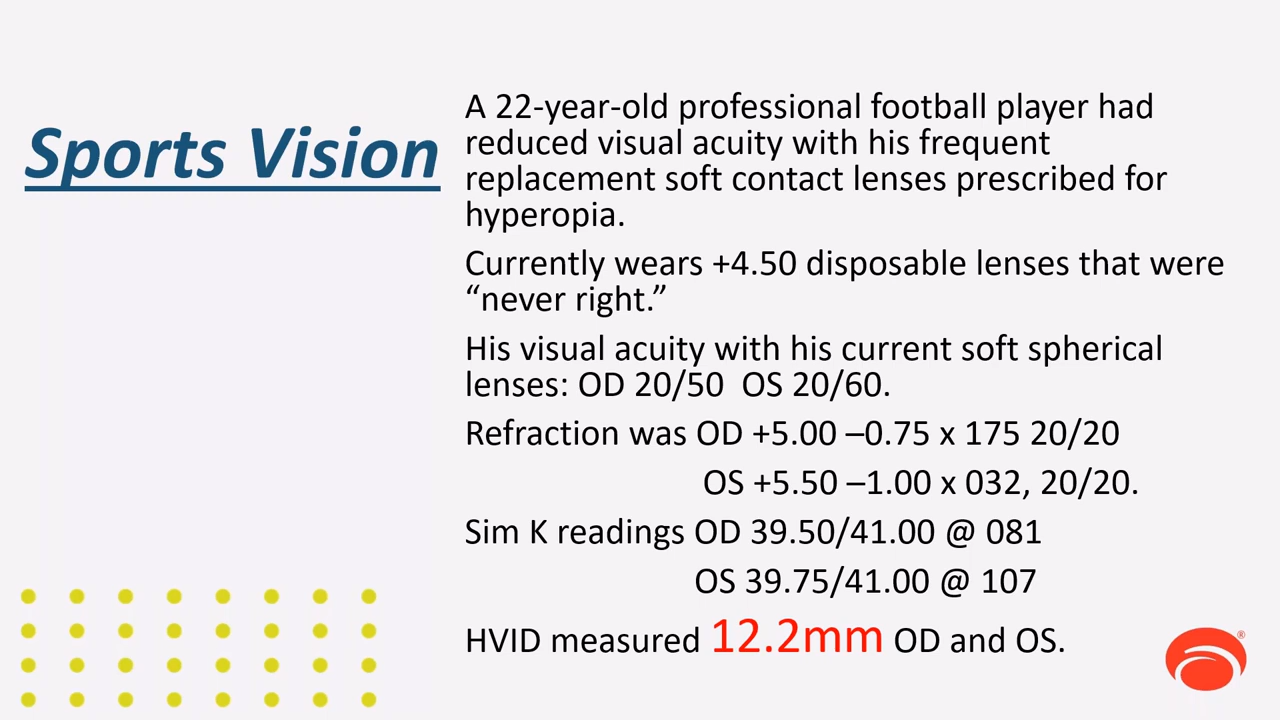 Sports Vision
A 22-year-old professional football player had
reduced visual acuity with his frequent
replacement soft contact lenses prescribed for
hyperopia.
Currently wears +4.50 disposable lenses that were
“never right.”
His visual acuity with his current soft spherical
lenses: OD 20/50  OS 20/60.
Refraction was OD +5.00 –0.75 x 175 20/20
OS +5.50 –1.00 x 032, 20/20.
Sim K readings OD 39.50/41.00 @ 081
OS 39.75/41.00 @ 107
HVID measured 12.2mm OD and OS.
®